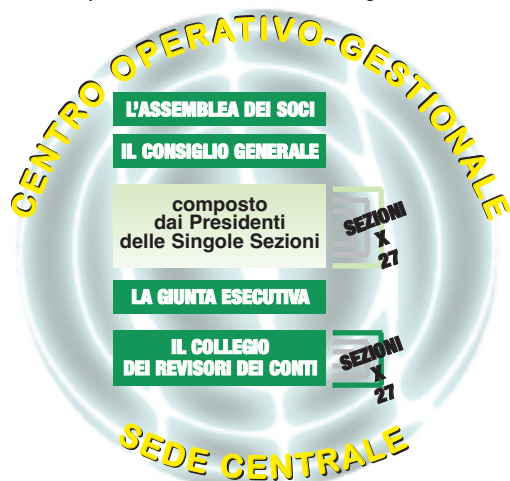 CENTRO OPERATIVO-GESTIONALE
L'ASSEMBLEA DEI SOCI
IL CONSIGLIO GENERALE
composto
dai Presidenti
delle Singole Sezioni
SEZIONI
X
27
LA GIUNTA ESECUTIVA
IL COLLEGIO
DEI REVISORI DEI CONTI
SEZIONI
X
27
SEDE CENTRALE